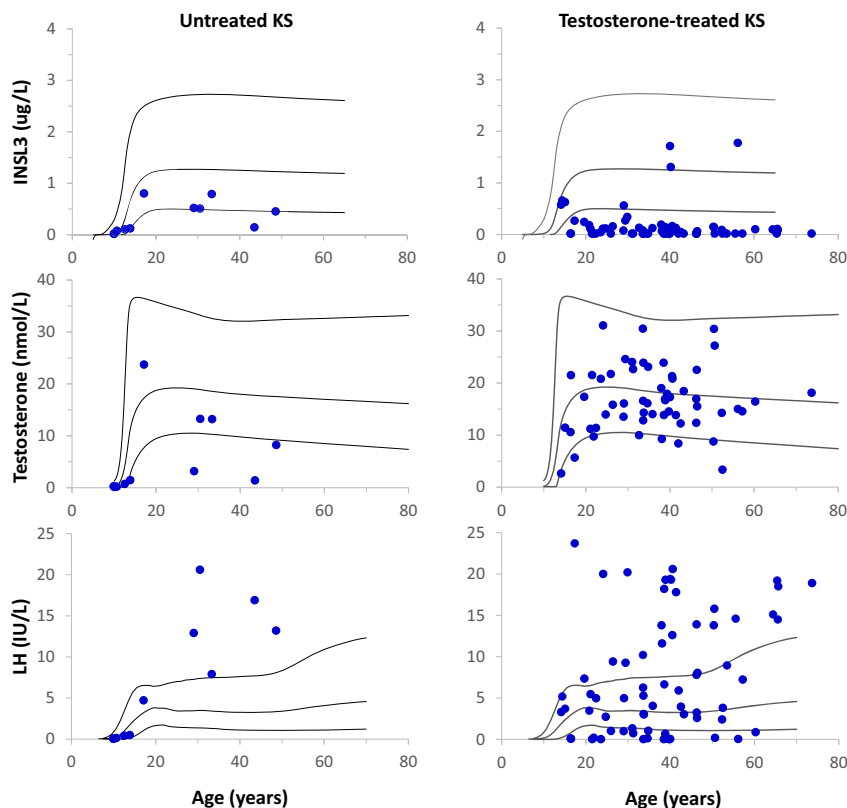 Untreated KS
Testosterone-treated KS
INSL3 (ug/L)
4
3
2
1
0
0 20 40 60 80
4
3
2
1
0
0 20 40 60 80
Testosterone (nmol/L)
40
30
20
10
0
0 20 40 60 80
40
30
20
10
0
0 20 40 60 80
LH (IU/L)
25
20
15
10
5
0
0 20 40 60 80
25
20
15
10
5
0
0 20 40 60 80
Age (years)
Age (years)